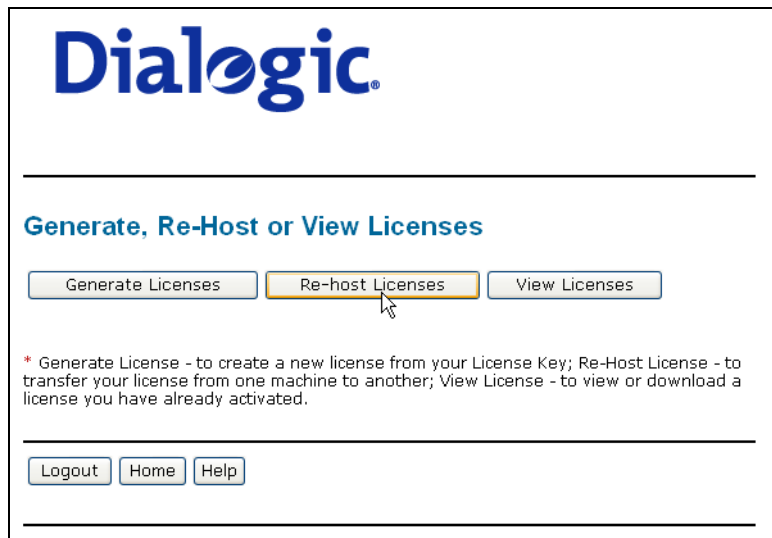 Dialogic.
Generate, Re-Host or View Licenses
Generate Licenses Re-host Licenses View Licenses
* Generate License - to create a new license from your License Key; Re-Host License - to
transfer your license from one machine to another; View License - to view or download a
license you have already activated.
Logout Home Help